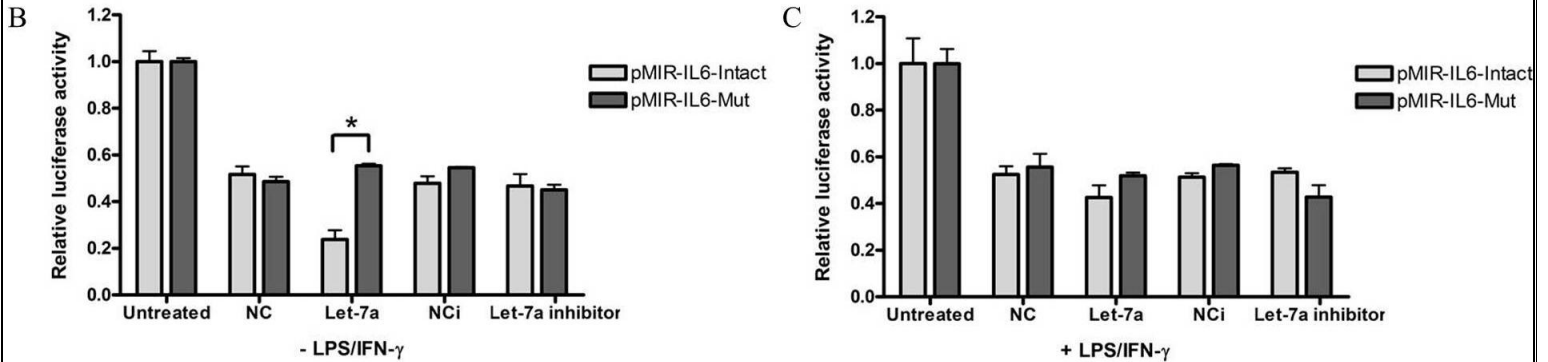 B
Relative luciferase activity
1.2
1.0
0.8
0.6
0.4
0.2
0.0
*
pMIR-IL6-Intact
pMIR-IL6-Mut
Untreated NC Let-7a NCi Let-7a inhibitor
- LPS/IFN-γ
C
Relative luciferase activity
1.2
1.0
0.8
0.6
0.4
0.2
0.0
pMIR-IL6-Intact
pMIR-IL6-Mut
Untreated NC Let-7a NCi Let-7a inhibitor
+ LPS/IFN-γ